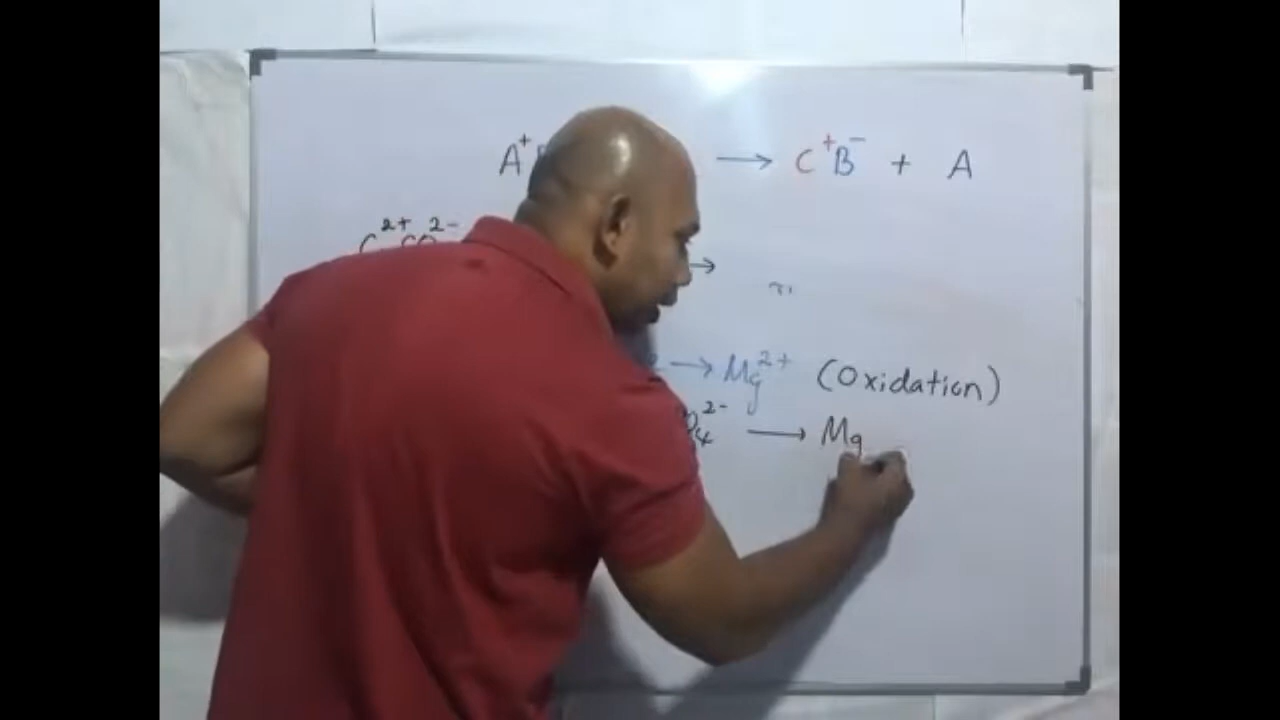 A⁺ → C⁺B⁻ + A
C²⁺CO²⁻ →
→ Mg²⁺ (Oxidation)
O₄²⁻ → Mg